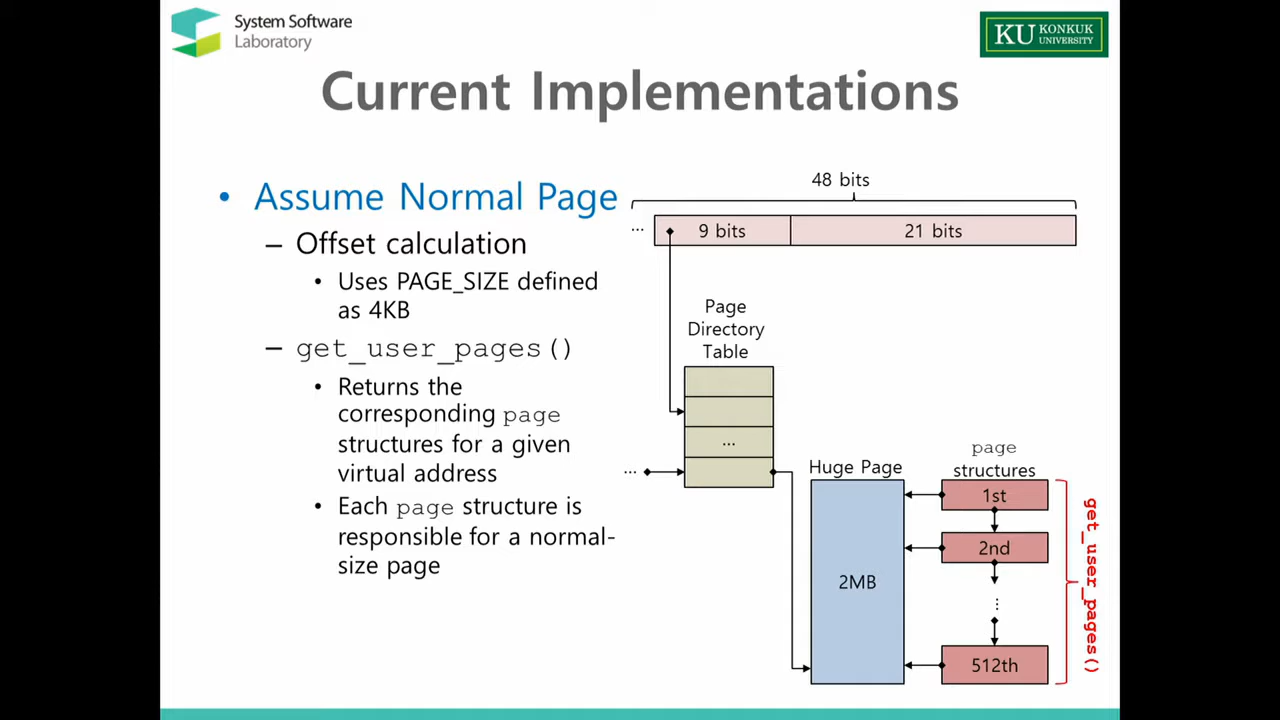 System Software
Laboratory
KU KONKUK
UNIVERSITY
Current Implementations
• Assume Normal Page
– Offset calculation
• Uses PAGE_SIZE defined
as 4KB
– get_user_pages()
• Returns the
corresponding page
structures for a given
virtual address
• Each page structure is
responsible for a normal-
size page
48 bits
...
9 bits
21 bits
Page
Directory
Table
...
...
Huge Page
2MB
page
structures
1st
2nd
...
512th
get_user_pages()